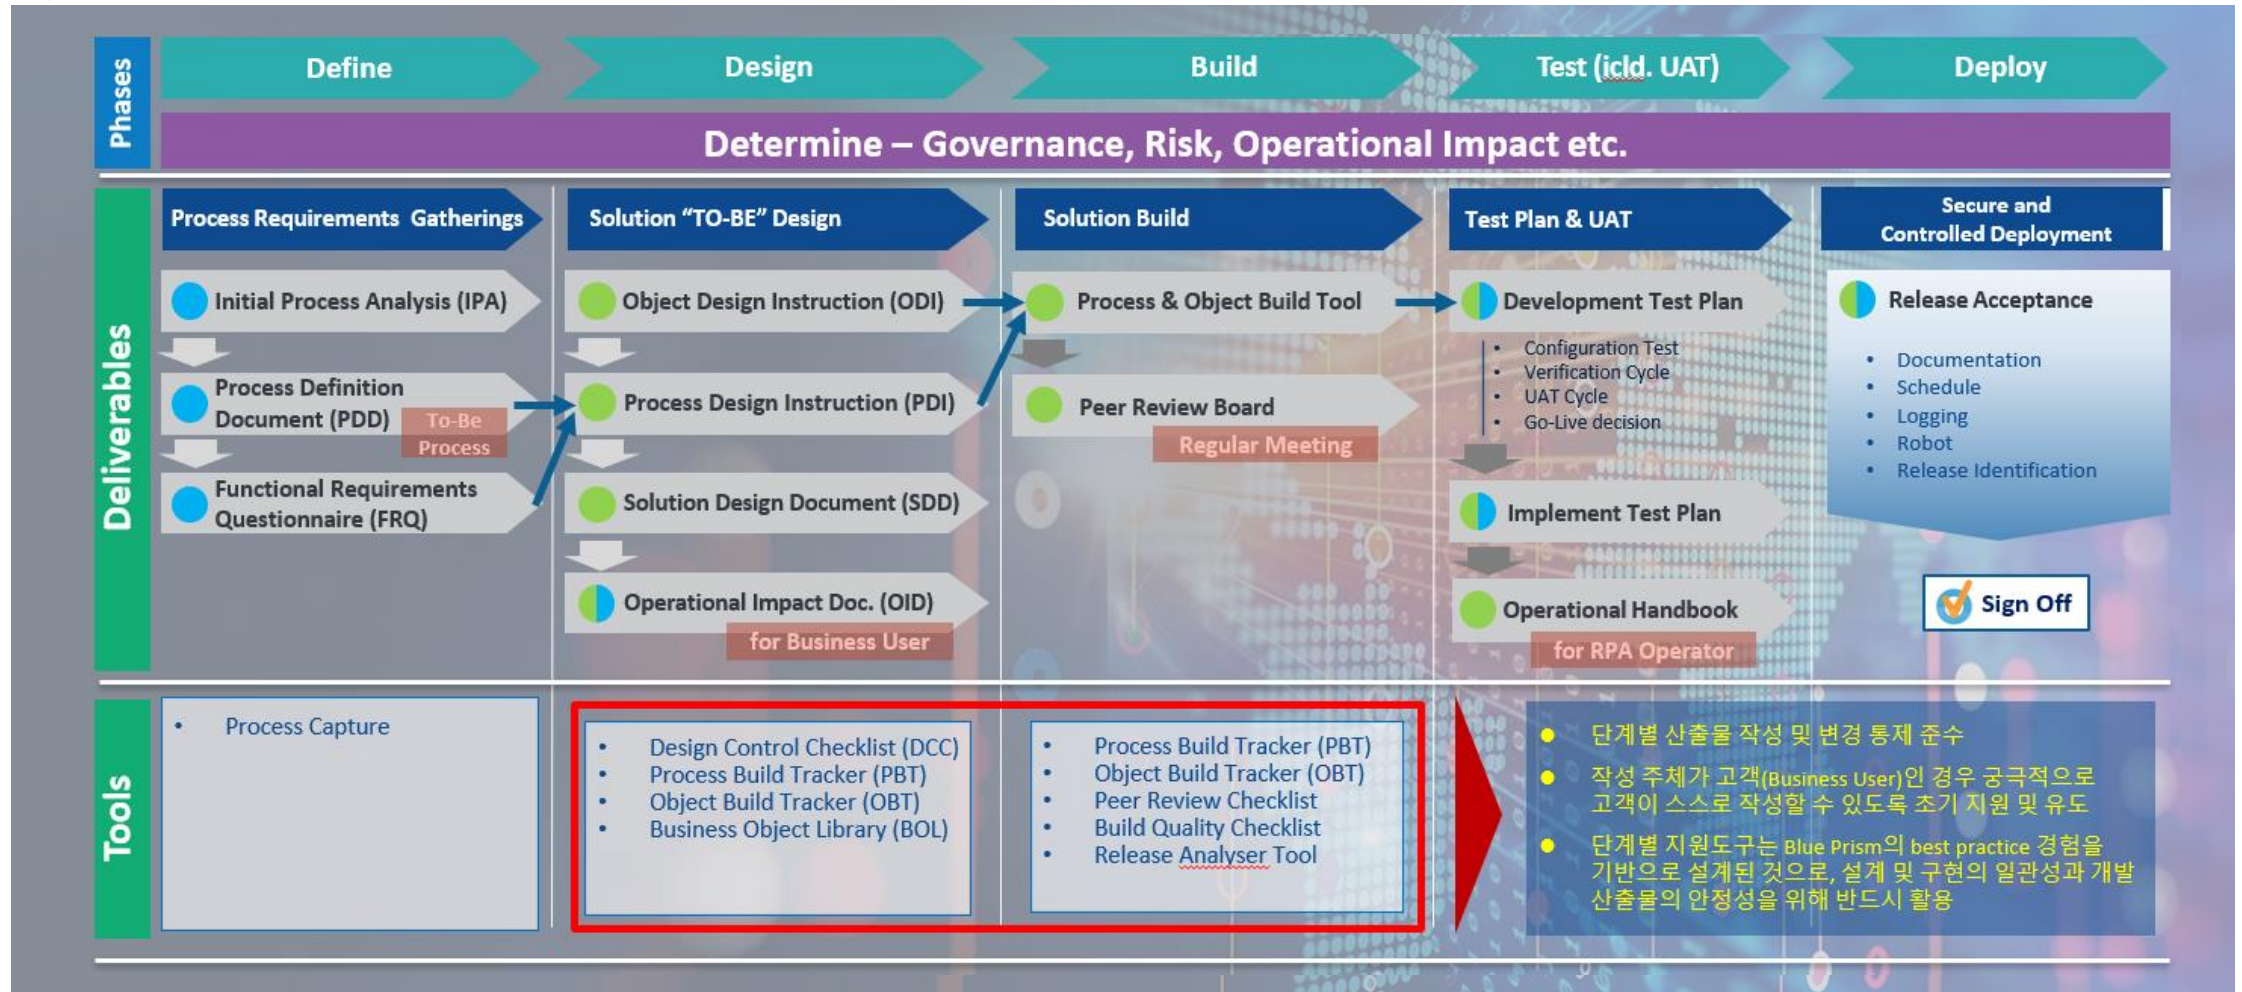 Phases
Define
Design
Build
Test (icld. UAT)
Deploy
Determine – Governance, Risk, Operational Impact etc.
Deliverables
Process Requirements Gatherings
Initial Process Analysis (IPA)
Process Definition
Document (PDD)
To-Be
Process
Functional Requirements
Questionnaire (FRQ)
Solution “TO-BE” Design
Object Design Instruction (ODI)
Process Design Instruction (PDI)
Solution Design Document (SDD)
Operational Impact Doc. (OID)
for Business User
Solution Build
Process & Object Build Tool
Peer Review Board
Regular Meeting
Test Plan & UAT
Development Test Plan
• Configuration Test
• Verification Cycle
• UAT Cycle
• Go-Live decision
Implement Test Plan
Operational Handbook
for RPA Operator
Secure and
Controlled Deployment
Release Acceptance
• Documentation
• Schedule
• Logging
• Robot
• Release Identification
Sign Off
Tools
• Process Capture
• Design Control Checklist (DCC)
• Process Build Tracker (PBT)
• Object Build Tracker (OBT)
• Business Object Library (BOL)
• Process Build Tracker (PBT)
• Object Build Tracker (OBT)
• Peer Review Checklist
• Build Quality Checklist
• Release Analyser Tool
● 단계별 산출물 작성 및 변경 통제 준수
● 작성 주체가 고객(Business User)인 경우 궁극적으로
고객이 스스로 작성할 수 있도록 초기 지원 및 유도
● 단계별 지원도구는 Blue Prism의 best practice 경험을
기반으로 설계된 것으로, 설계 및 구현의 일관성과 개발
산출물의 안정성을 위해 반드시 활용